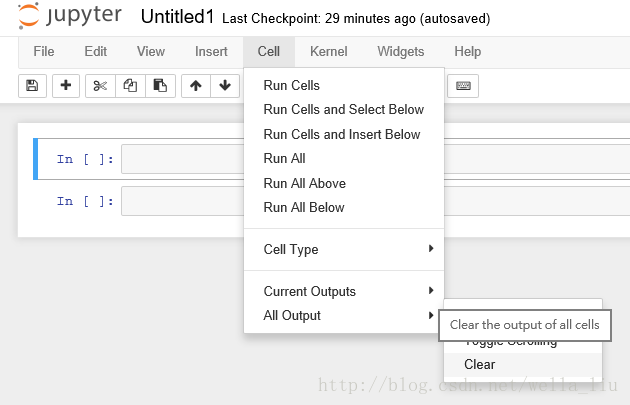 jupyter Untitled1 Last Checkpoint: 29 minutes ago (autosaved)
File Edit View Insert Cell Kernel Widgets Help
Run Cells
Run Cells and Select Below
In [ ]: Run Cells and Insert Below
Run All
Run All Above
In [ ]: Run All Below
Cell Type
Current Outputs
All Output
Clear the output of all cells
Toggle Scrolling
Clear
http://blog.csdn.net/wella_liu